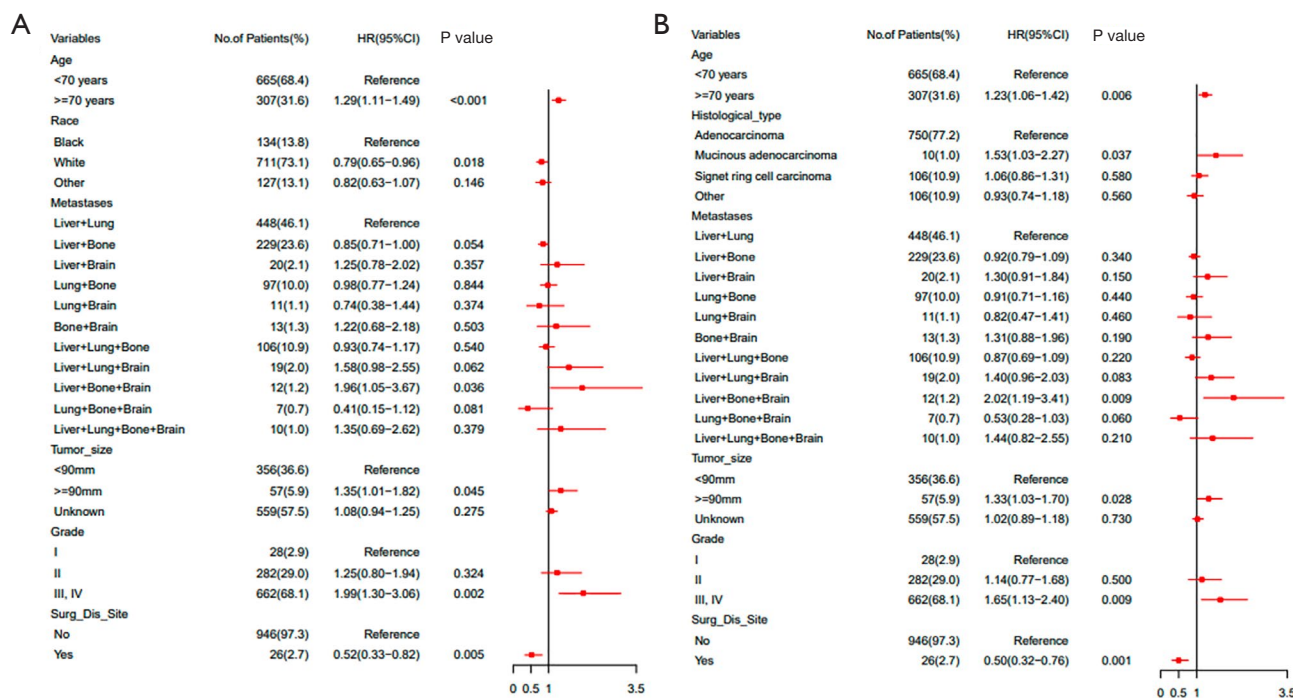 A
Variables No.of Patients(%) HR(95%CI) P value
Age
<70 years 665(68.4) Reference
>=70 years 307(31.6) 1.29(1.11−1.49) <0.001
Race
Black 134(13.8) Reference
White 711(73.1) 0.79(0.65−0.96) 0.018
Other 127(13.1) 0.82(0.63−1.07) 0.146
Metastases
Liver+Lung 448(46.1) Reference
Liver+Bone 229(23.6) 0.85(0.71−1.00) 0.054
Liver+Brain 20(2.1) 1.25(0.78−2.02) 0.357
Lung+Bone 97(10.0) 0.98(0.77−1.24) 0.844
Lung+Brain 11(1.1) 0.74(0.38−1.44) 0.374
Bone+Brain 13(1.3) 1.22(0.68−2.18) 0.503
Liver+Lung+Bone 106(10.9) 0.93(0.74−1.17) 0.540
Liver+Lung+Brain 19(2.0) 1.58(0.98−2.55) 0.062
Liver+Bone+Brain 12(1.2) 1.96(1.05−3.67) 0.036
Lung+Bone+Brain 7(0.7) 0.41(0.15−1.12) 0.081
Liver+Lung+Bone+Brain 10(1.0) 1.35(0.69−2.62) 0.379
Tumor_size
<90mm 356(36.6) Reference
>=90mm 57(5.9) 1.35(1.01−1.82) 0.045
Unknown 559(57.5) 1.08(0.94−1.25) 0.275
Grade
I 28(2.9) Reference
II 282(29.0) 1.25(0.80−1.94) 0.324
III, IV 662(68.1) 1.99(1.30−3.06) 0.002
Surg_Dis_Site
No 946(97.3) Reference
Yes 26(2.7) 0.52(0.33−0.82) 0.005
0 0.5 1 3.5
B
Variables No.of Patients(%) HR(95%CI) P value
Age
<70 years 665(68.4) Reference
>=70 years 307(31.6) 1.23(1.06−1.42) 0.006
Histological_type
Adenocarcinoma 750(77.2) Reference
Mucinous adenocarcinoma 10(1.0) 1.53(1.03−2.27) 0.037
Signet ring cell carcinoma 106(10.9) 1.06(0.86−1.31) 0.580
Other 106(10.9) 0.93(0.74−1.18) 0.560
Metastases
Liver+Lung 448(46.1) Reference
Liver+Bone 229(23.6) 0.92(0.79−1.09) 0.340
Liver+Brain 20(2.1) 1.30(0.91−1.84) 0.150
Lung+Bone 97(10.0) 0.91(0.71−1.16) 0.440
Lung+Brain 11(1.1) 0.82(0.47−1.41) 0.460
Bone+Brain 13(1.3) 1.31(0.88−1.96) 0.190
Liver+Lung+Bone 106(10.9) 0.87(0.69−1.09) 0.220
Liver+Lung+Brain 19(2.0) 1.40(0.96−2.03) 0.083
Liver+Bone+Brain 12(1.2) 2.02(1.19−3.41) 0.009
Lung+Bone+Brain 7(0.7) 0.53(0.28−1.03) 0.060
Liver+Lung+Bone+Brain 10(1.0) 1.44(0.82−2.55) 0.210
Tumor_size
<90mm 356(36.6) Reference
>=90mm 57(5.9) 1.33(1.03−1.70) 0.028
Unknown 559(57.5) 1.02(0.89−1.18) 0.730
Grade
I 28(2.9) Reference
II 282(29.0) 1.14(0.77−1.68) 0.500
III, IV 662(68.1) 1.65(1.13−2.40) 0.009
Surg_Dis_Site
No 946(97.3) Reference
Yes 26(2.7) 0.50(0.32−0.76) 0.001
0 0.5 1 3.5